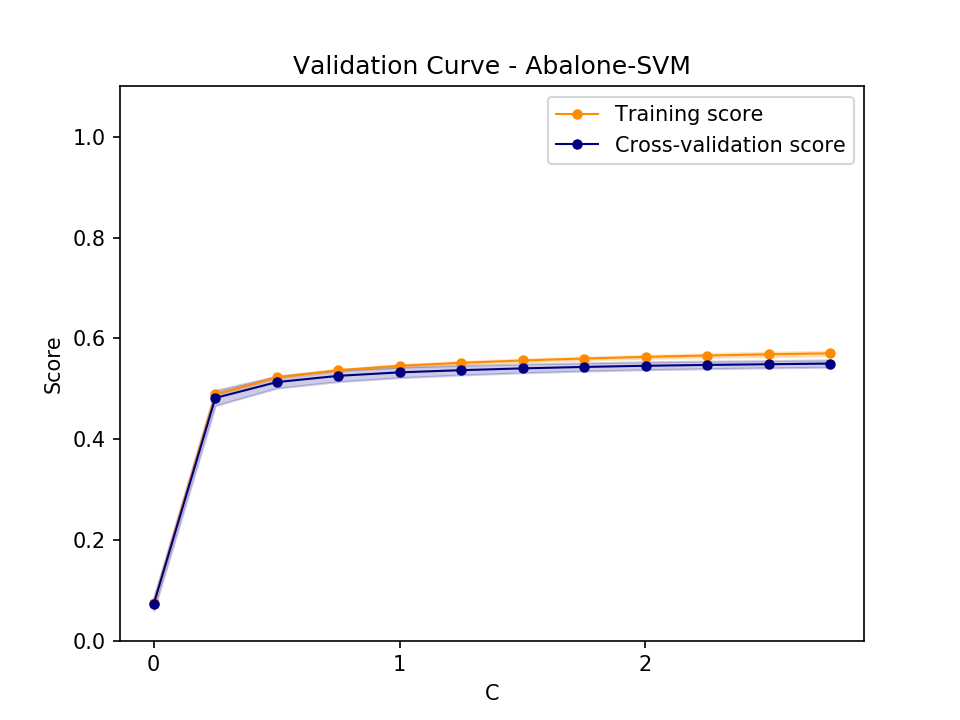 Validation Curve - Abalone-SVM
Training score
Cross-validation score
1.0
0.8
0.6
0.4
0.2
0.0
Score
0 1 2
C